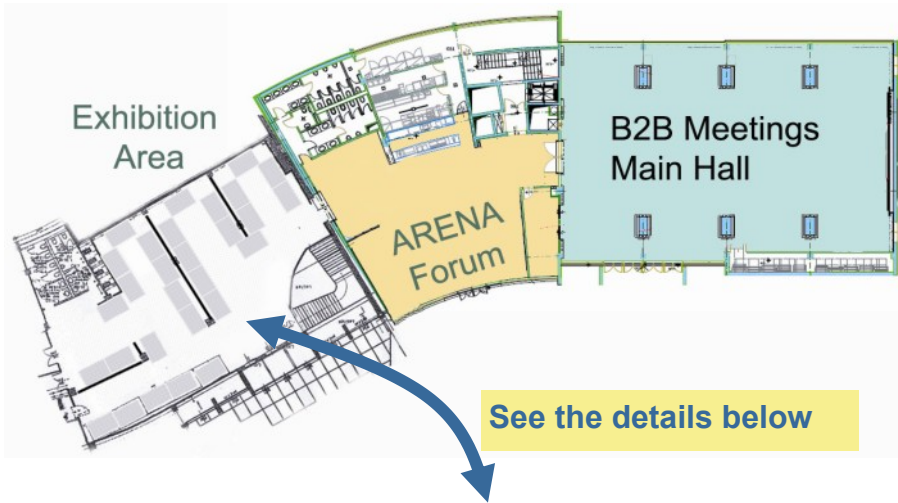 Exhibition
Area
ARENA
Forum
B2B Meetings
Main Hall
See the details below